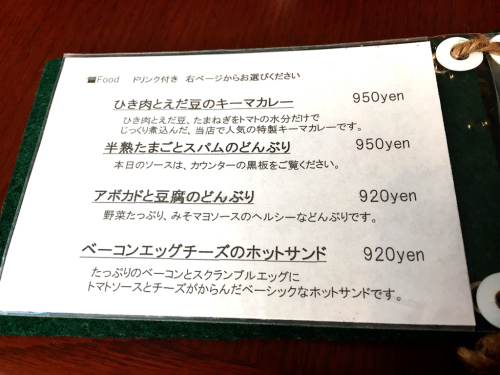 ■Food ドリンク付き 右ページからお選びください
ひき肉とえだ豆のキーマカレー 950yen
ひき肉とえだ豆、たまねぎをトマトの水分だけで
じっくり煮込んだ、当店で人気の特製キーマカレーです。
半熟たまごとスパムのどんぶり 950yen
本日のソースは、カウンターの黒板をご覧ください。
アボカドと豆腐のどんぶり 920yen
野菜たっぷり、みそマヨソースのヘルシーなどんぶりです。
ベーコンエッグチーズのホットサンド 920yen
たっぷりのベーコンとスクランブルエッグに
トマトソースとチーズがからんだベーシックなホットサンドです。